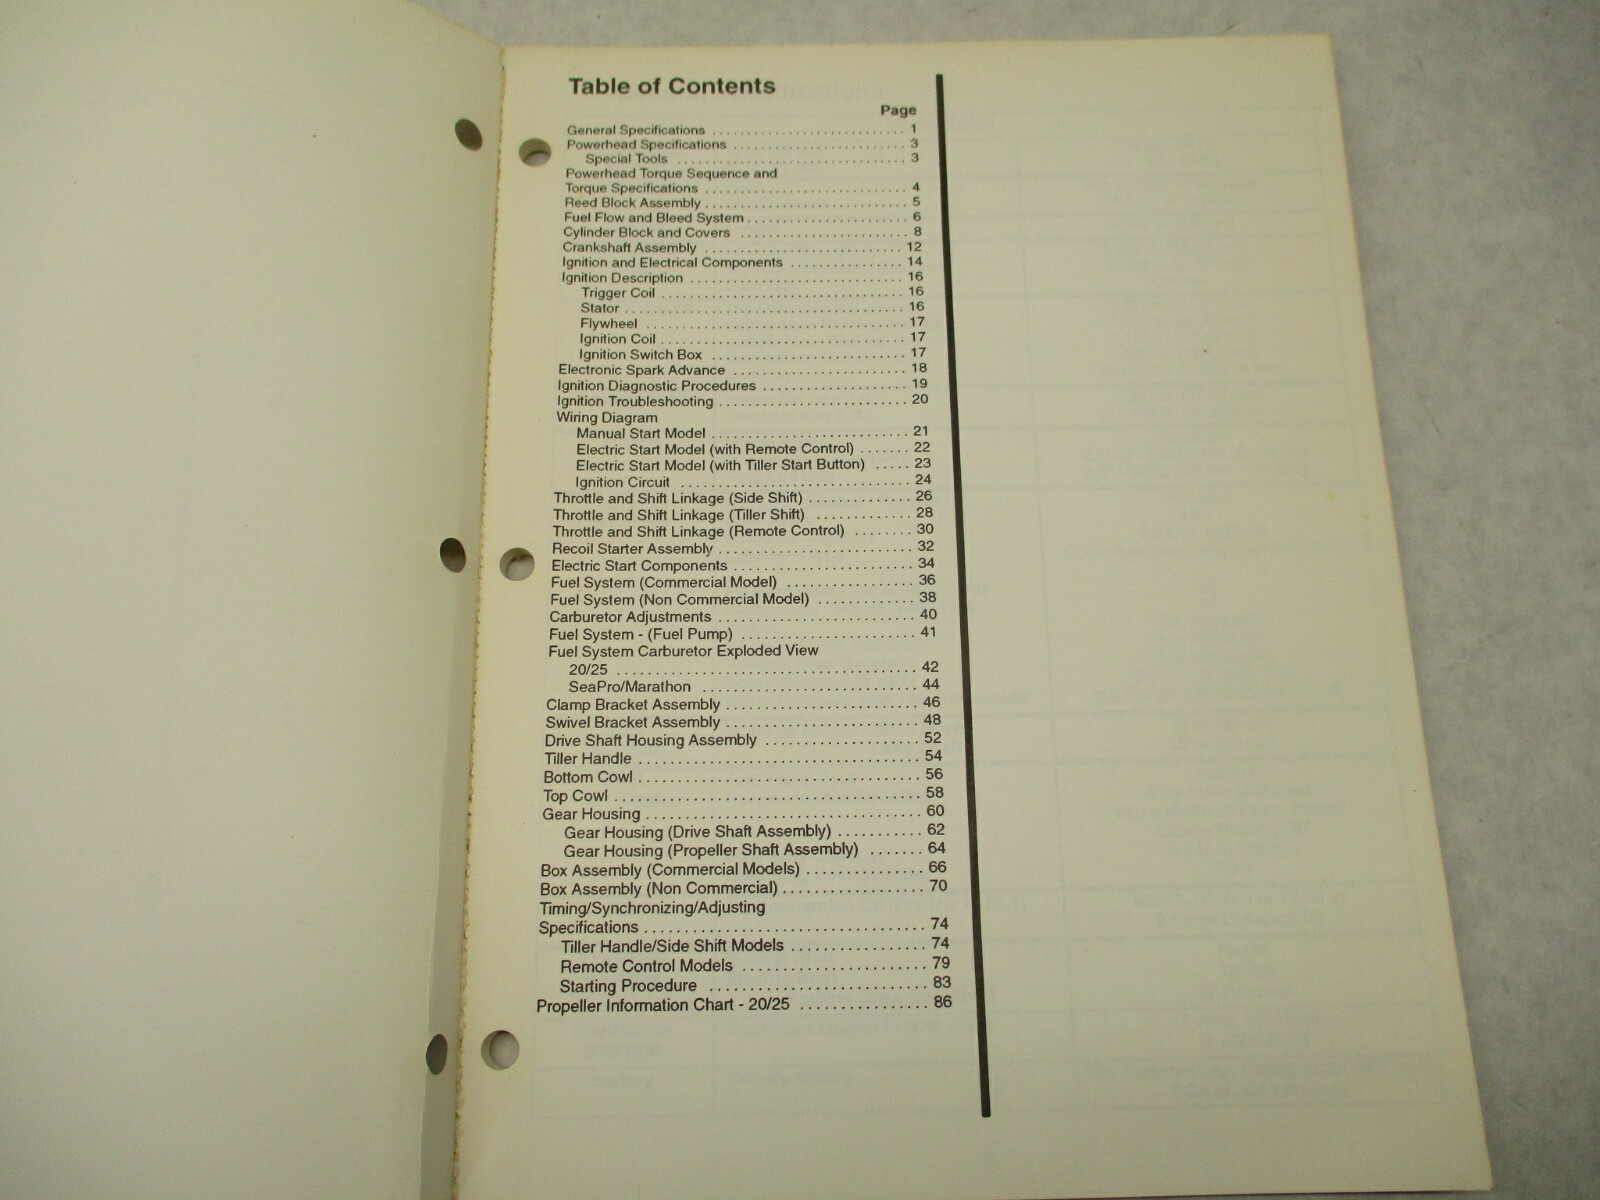 Table of Contents
Page
General Specifications . . . . . . . . . . . . . . . . . . . . . . . . . . 1
Powerhead Specifications . . . . . . . . . . . . . . . . . . . . . . . 3
Special Tools . . . . . . . . . . . . . . . . . . . . . . . . . . . . . . 3
Powerhead Torque Sequence and
Torque Specifications . . . . . . . . . . . . . . . . . . . . . . . . . . 4
Reed Block Assembly . . . . . . . . . . . . . . . . . . . . . . . . . . 5
Fuel Flow and Bleed System . . . . . . . . . . . . . . . . . . . . . 6
Cylinder Block and Covers . . . . . . . . . . . . . . . . . . . . . . 8
Crankshaft Assembly . . . . . . . . . . . . . . . . . . . . . . . . . . 12
Ignition and Electrical Components . . . . . . . . . . . . . . . 14
Ignition Description . . . . . . . . . . . . . . . . . . . . . . . . . . . 16
Trigger Coil . . . . . . . . . . . . . . . . . . . . . . . . . . . . . . . 16
Stator . . . . . . . . . . . . . . . . . . . . . . . . . . . . . . . . . . . 16
Flywheel . . . . . . . . . . . . . . . . . . . . . . . . . . . . . . . . . 17
Ignition Coil . . . . . . . . . . . . . . . . . . . . . . . . . . . . . . . 17
Ignition Switch Box . . . . . . . . . . . . . . . . . . . . . . . . . 17
Electronic Spark Advance . . . . . . . . . . . . . . . . . . . . . . 18
Ignition Diagnostic Procedures . . . . . . . . . . . . . . . . . . 19
Ignition Troubleshooting . . . . . . . . . . . . . . . . . . . . . . . . 20
Wiring Diagram
Manual Start Model . . . . . . . . . . . . . . . . . . . . . . . . . 21
Electric Start Model (with Remote Control) . . . . . . . 22
Electric Start Model (with Tiller Start Button) . . . . . 23
Ignition Circuit . . . . . . . . . . . . . . . . . . . . . . . . . . . . . 24
Throttle and Shift Linkage (Side Shift) . . . . . . . . . . . . . 26
Throttle and Shift Linkage (Tiller Shift) . . . . . . . . . . . . 28
Throttle and Shift Linkage (Remote Control) . . . . . . . . 30
Recoil Starter Assembly . . . . . . . . . . . . . . . . . . . . . . . . 32
Electric Start Components . . . . . . . . . . . . . . . . . . . . . . 34
Fuel System (Commercial Model) . . . . . . . . . . . . . . . . 36
Fuel System (Non Commercial Model) . . . . . . . . . . . . 38
Carburetor Adjustments . . . . . . . . . . . . . . . . . . . . . . . . 40
Fuel System - (Fuel Pump) . . . . . . . . . . . . . . . . . . . . . 41
Fuel System Carburetor Exploded View
20/25 . . . . . . . . . . . . . . . . . . . . . . . . . . . . . . . . . . . . 42
SeaPro/Marathon . . . . . . . . . . . . . . . . . . . . . . . . . . 44
Clamp Bracket Assembly . . . . . . . . . . . . . . . . . . . . . . . 46
Swivel Bracket Assembly . . . . . . . . . . . . . . . . . . . . . . . 48
Drive Shaft Housing Assembly . . . . . . . . . . . . . . . . . . 52
Tiller Handle . . . . . . . . . . . . . . . . . . . . . . . . . . . . . . . . . 54
Bottom Cowl . . . . . . . . . . . . . . . . . . . . . . . . . . . . . . . . . 56
Top Cowl . . . . . . . . . . . . . . . . . . . . . . . . . . . . . . . . . . . 58
Gear Housing . . . . . . . . . . . . . . . . . . . . . . . . . . . . . . . . 60
Gear Housing (Drive Shaft Assembly) . . . . . . . . . . . 62
Gear Housing (Propeller Shaft Assembly) . . . . . . . 64
Box Assembly (Commercial Models) . . . . . . . . . . . . . . 66
Box Assembly (Non Commercial) . . . . . . . . . . . . . . . . . 70
Timing/Synchronizing/Adjusting
Specifications . . . . . . . . . . . . . . . . . . . . . . . . . . . . . . . . 74
Tiller Handle/Side Shift Models . . . . . . . . . . . . . . . . 74
Remote Control Models . . . . . . . . . . . . . . . . . . . . . . 79
Starting Procedure . . . . . . . . . . . . . . . . . . . . . . . . . . 83
Propeller Information Chart - 20/25 . . . . . . . . . . . . . . . 86